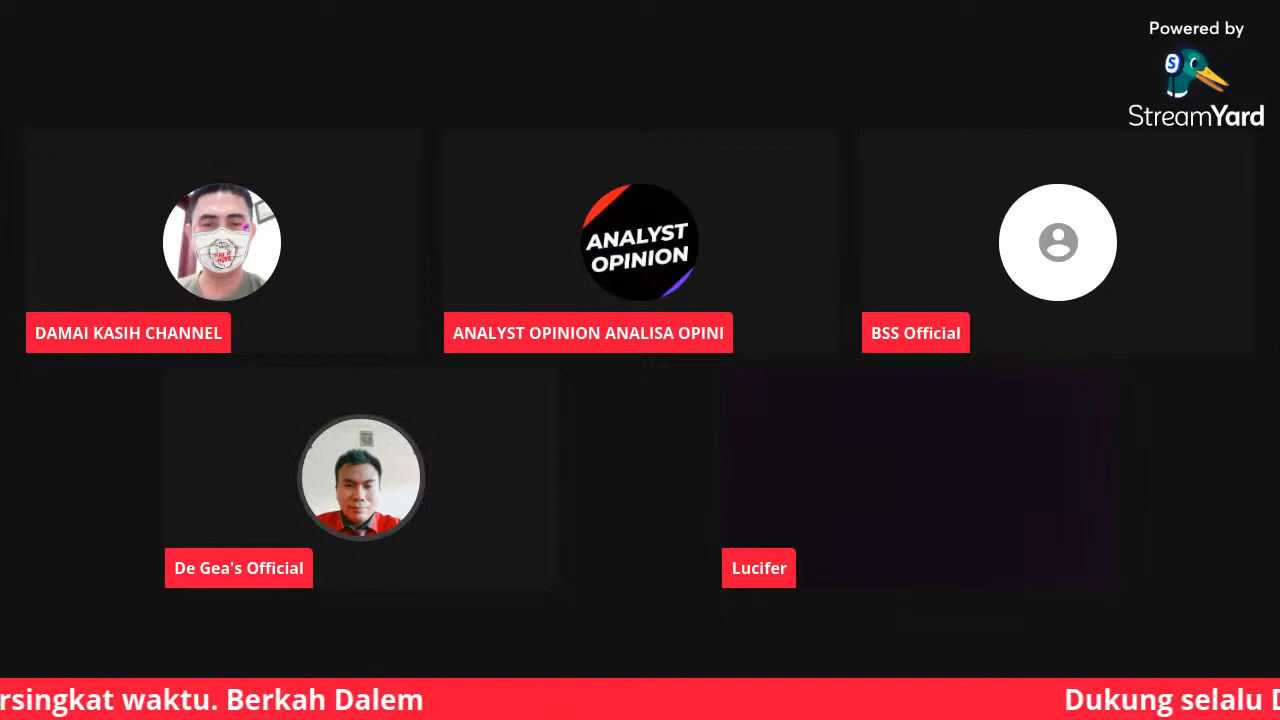 Powered by
StreamYard
ANALYST
OPINION
DAMAI KASIH CHANNEL
ANALYST OPINION ANALISA OPINI
BSS Official
De Gea's Official
Lucifer
rsingkat waktu. Berkah Dalem
Dukung selalu